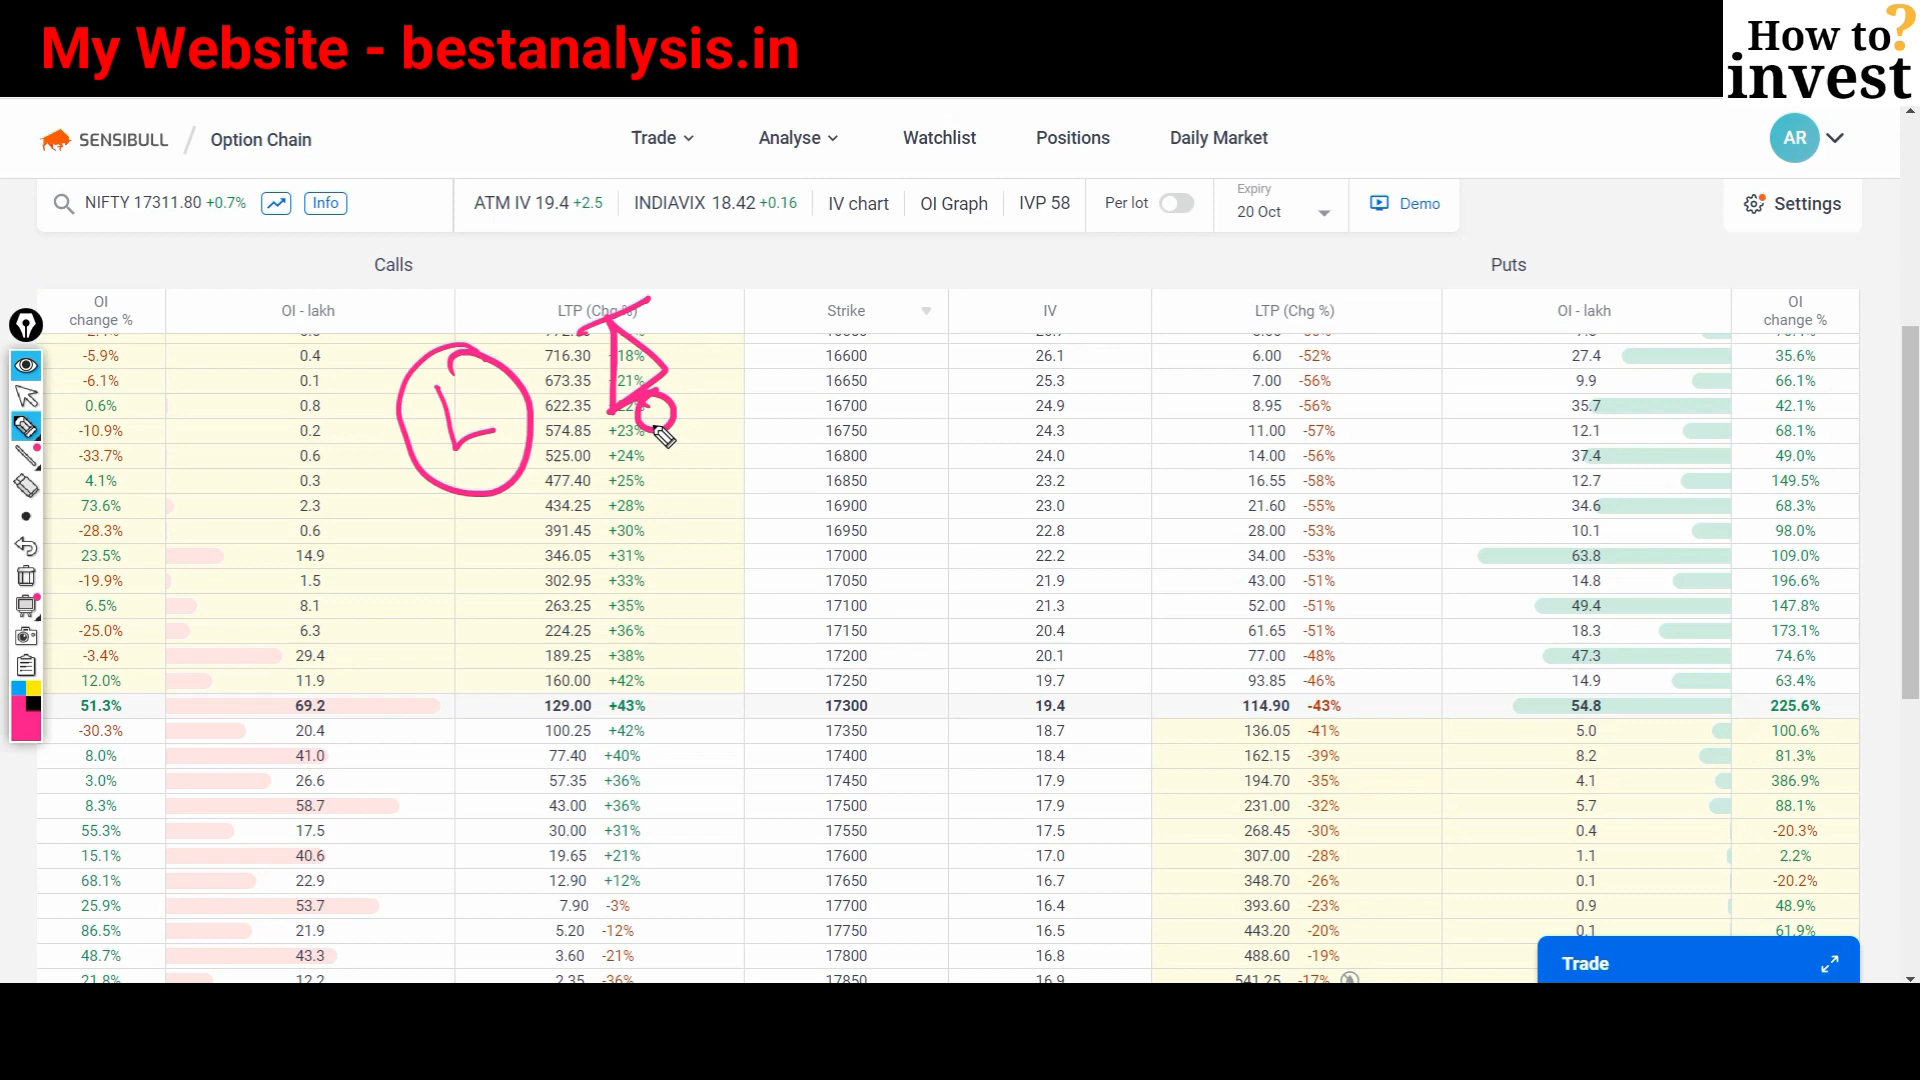 My Website - bestanalysis.in
How to?
invest
SENSIBULL / Option Chain Trade Analyse Watchlist Positions Daily Market AR
NIFTY 17311.80 +0.7% Info ATM IV 19.4 +2.5 INDIAVIX 18.42 +0.16 IV chart OI Graph IVP 58 Per lot Expiry 20 Oct Demo Settings
Calls Puts
OI change % OI - lakh LTP (Chg %) Strike IV LTP (Chg %) OI - lakh OI change %
-5.9% 0.4 716.30 +18% 16600 26.1 6.00 -52% 27.4 35.6%
-6.1% 0.1 673.35 +21% 16650 25.3 7.00 -56% 9.9 66.1%
0.6% 0.8 622.35 +22% 16700 24.9 8.95 -56% 35.7 42.1%
-10.9% 0.2 574.85 +23% 16750 24.3 11.00 -57% 12.1 68.1%
-33.7% 0.6 525.00 +24% 16800 24.0 14.00 -56% 37.4 49.0%
4.1% 0.3 477.40 +25% 16850 23.2 16.55 -58% 12.7 149.5%
73.6% 2.3 434.25 +28% 16900 23.0 21.60 -55% 34.6 68.3%
-28.3% 0.6 391.45 +30% 16950 22.8 28.00 -53% 10.1 98.0%
23.5% 14.9 346.05 +31% 17000 22.2 34.00 -53% 63.8 109.0%
-19.9% 1.5 302.95 +33% 17050 21.9 43.00 -51% 14.8 196.6%
6.5% 8.1 263.25 +35% 17100 21.3 52.00 -51% 49.4 147.8%
-25.0% 6.3 224.25 +36% 17150 20.4 61.65 -51% 18.3 173.1%
-3.4% 29.4 189.25 +38% 17200 20.1 77.00 -48% 47.3 74.6%
12.0% 11.9 160.00 +42% 17250 19.7 93.85 -46% 14.9 63.4%
51.3% 69.2 129.00 +43% 17300 19.4 114.90 -43% 54.8 225.6%
-30.3% 20.4 100.25 +42% 17350 18.7 136.05 -41% 5.0 100.6%
8.0% 41.0 77.40 +40% 17400 18.4 162.15 -39% 8.2 81.3%
3.0% 26.6 57.35 +36% 17450 17.9 194.70 -35% 4.1 386.9%
8.3% 58.7 43.00 +36% 17500 17.9 231.00 -32% 5.7 88.1%
55.3% 17.5 30.00 +31% 17550 17.5 268.45 -30% 0.4 -20.3%
15.1% 40.6 19.65 +21% 17600 17.0 307.00 -28% 1.1 2.2%
68.1% 22.9 12.90 +12% 17650 16.7 348.70 -26% 0.1 -20.2%
25.9% 53.7 7.90 -3% 17700 16.4 393.60 -23% 0.9 48.9%
86.5% 21.9 5.20 -12% 17750 16.5 443.20 -20% 0.1 61.9%
48.7% 43.3 3.60 -21% 17800 16.8 488.60 -19%
21.8% 12.2 2.35 -36% 17850 16.9 541.25 -17%
Trade